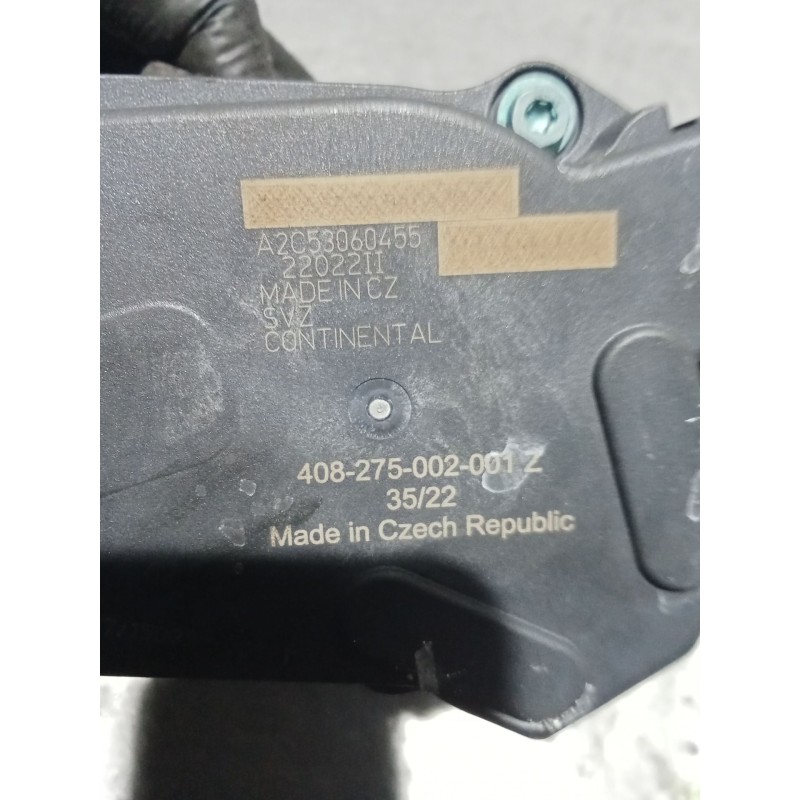 A2C53060455
22022II
MADE IN CZ
SVZ
CONTINENTAL
408-275-002-001 Z
35/22
Made in Czech Republic